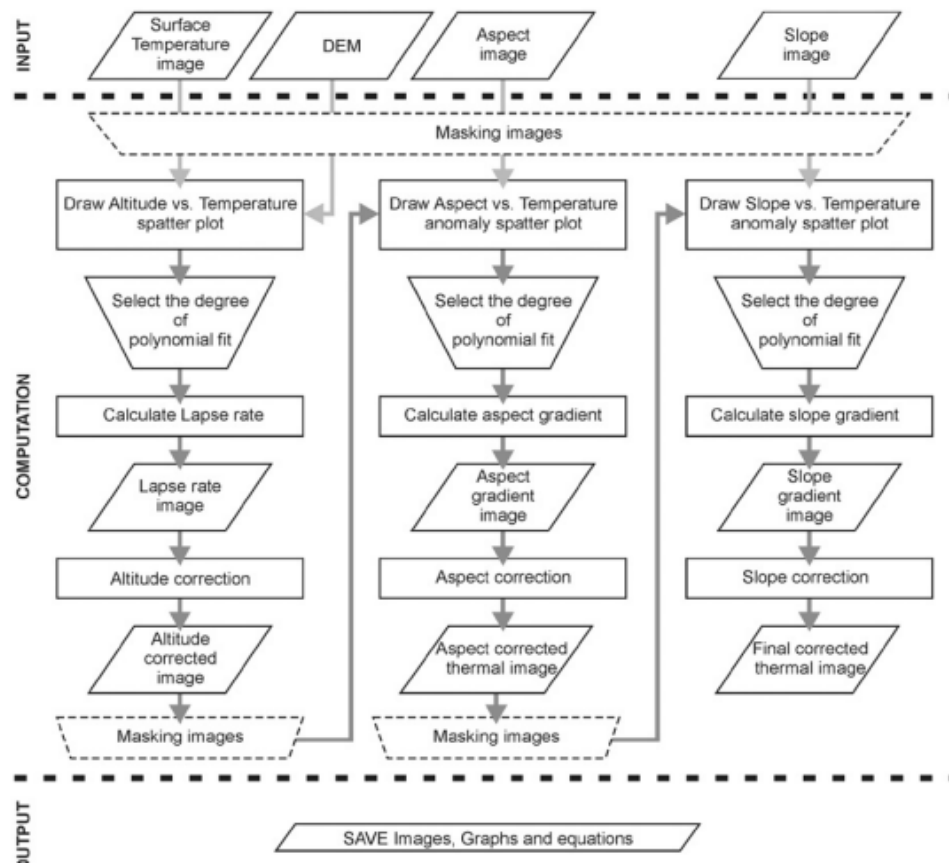 INPUT
Surface
Temperature
image
DEM
Aspect
image
Slope
image
Masking images
COMPUTATION
Draw Altitude vs. Temperature
spatter plot
Draw Aspect vs. Temperature
anomaly spatter plot
Draw Slope vs. Temperature
anomaly spatter plot
Select the degree
of
polynomial fit
Select the degree
of
polynomial fit
Select the degree
of
polynomial fit
Calculate Lapse rate
Calculate aspect gradient
Calculate slope gradient
Lapse rate
image
Aspect
gradient
image
Slope
gradient
image
Altitude correction
Aspect correction
Slope correction
Altitude
corrected
image
Aspect corrected
thermal image
Final corrected
thermal image
Masking images
Masking images
OUTPUT
SAVE Images, Graphs and equations